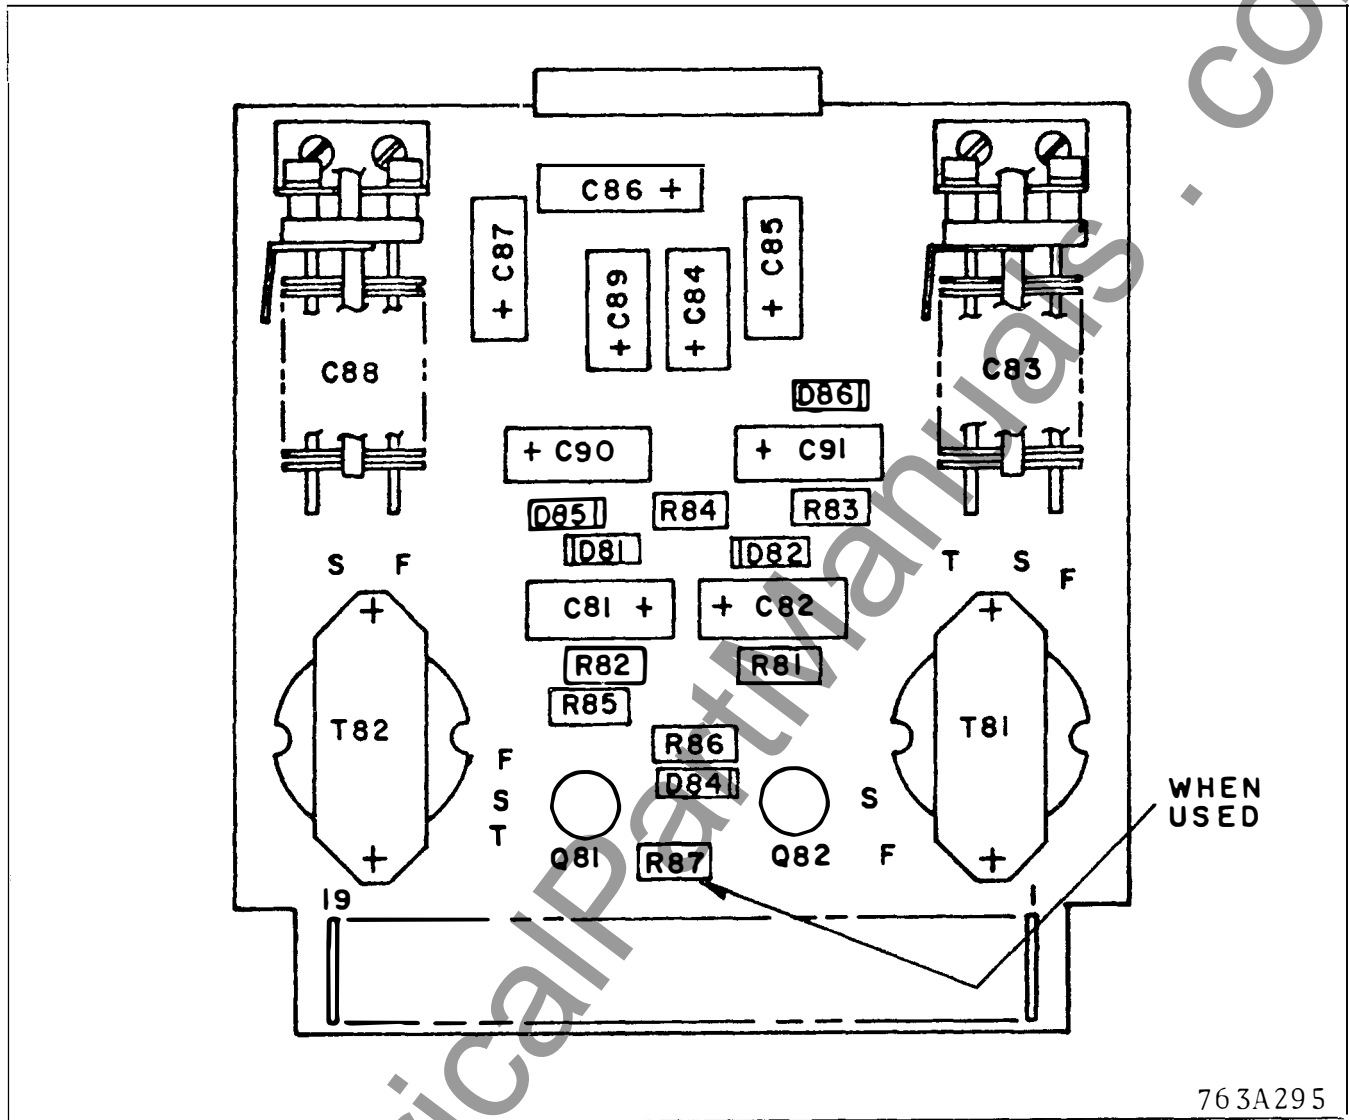 C86 +
+ C87
+ C89
+ C84
+ C85
C88
C83
D86
+ C90
+ C91
D85
R84
R83
D81
D82
S F
T S F
C81 +
+ C82
+
+
R82
R81
R85
T82
T81
R86
D84
F
S
T
S
F
WHEN
USED
Q81
Q82
R87
+
+
19
1
763A295